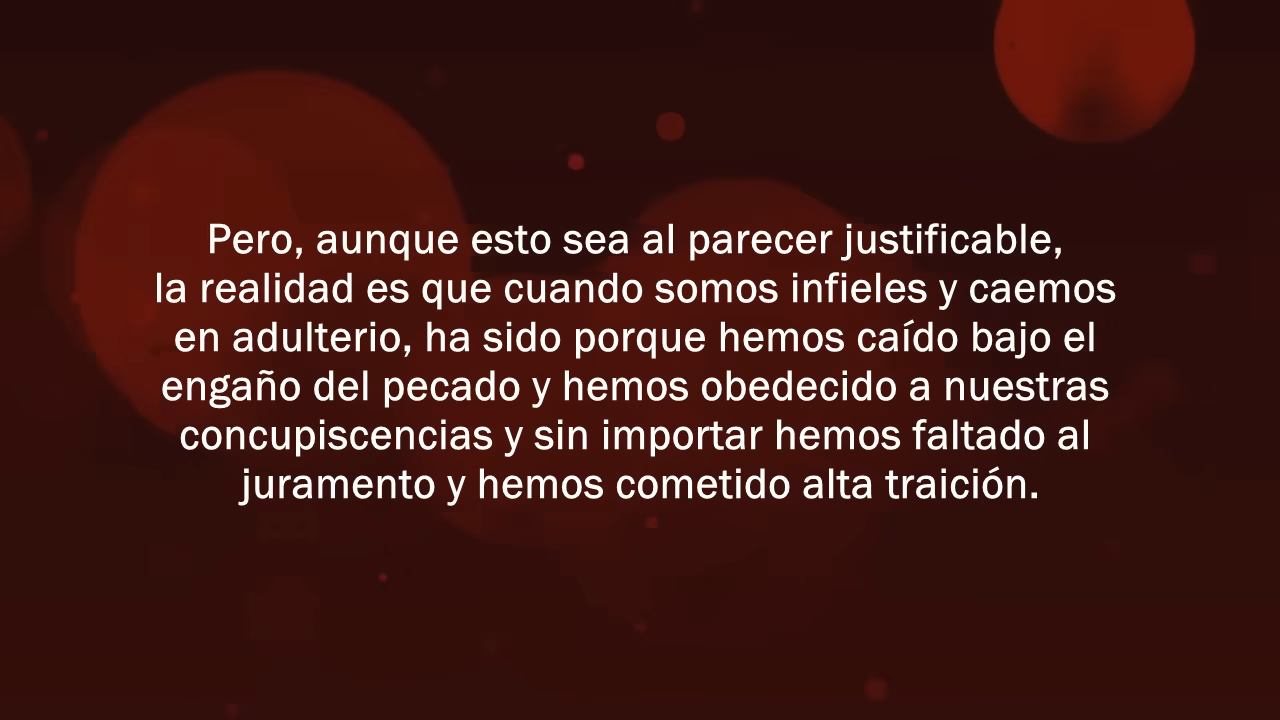 Pero, aunque esto sea al parecer justificable,
la realidad es que cuando somos infieles y caemos
en adulterio, ha sido porque hemos caído bajo el
engaño del pecado y hemos obedecido a nuestras
concupiscencias y sin importar hemos faltado al
juramento y hemos cometido alta traición.